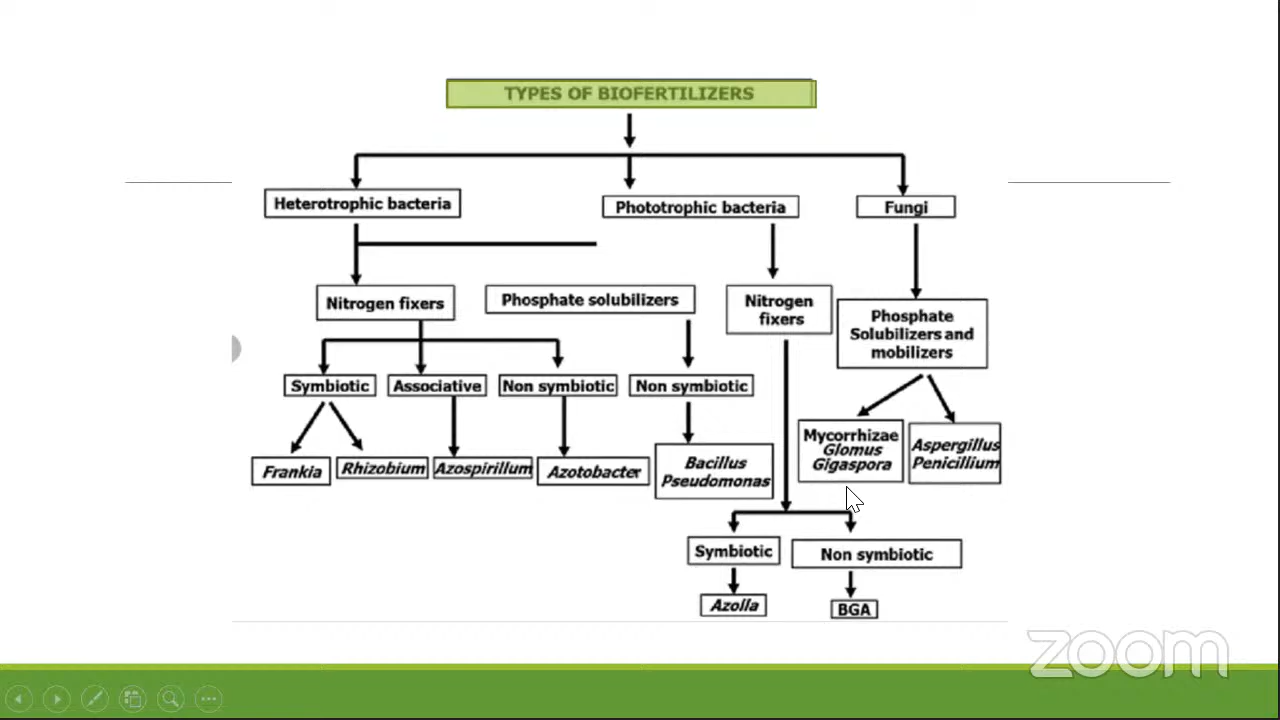 TYPES OF BIOFERTILIZERS
Heterotrophic bacteria
Phototrophic bacteria
Fungi
Nitrogen fixers
Phosphate solubilizers
Nitrogen
fixers
Phosphate
Solubilizers and
mobilizers
Symbiotic
Associative
Non symbiotic
Non symbiotic
Mycorrhizae
Glomus
Gigaspora
Aspergillus
Penicillium
Frankia
Rhizobium
Azospirillum
Azotobacter
Bacillus
Pseudomonas
Symbiotic
Non symbiotic
Azolla
BGA
zoom